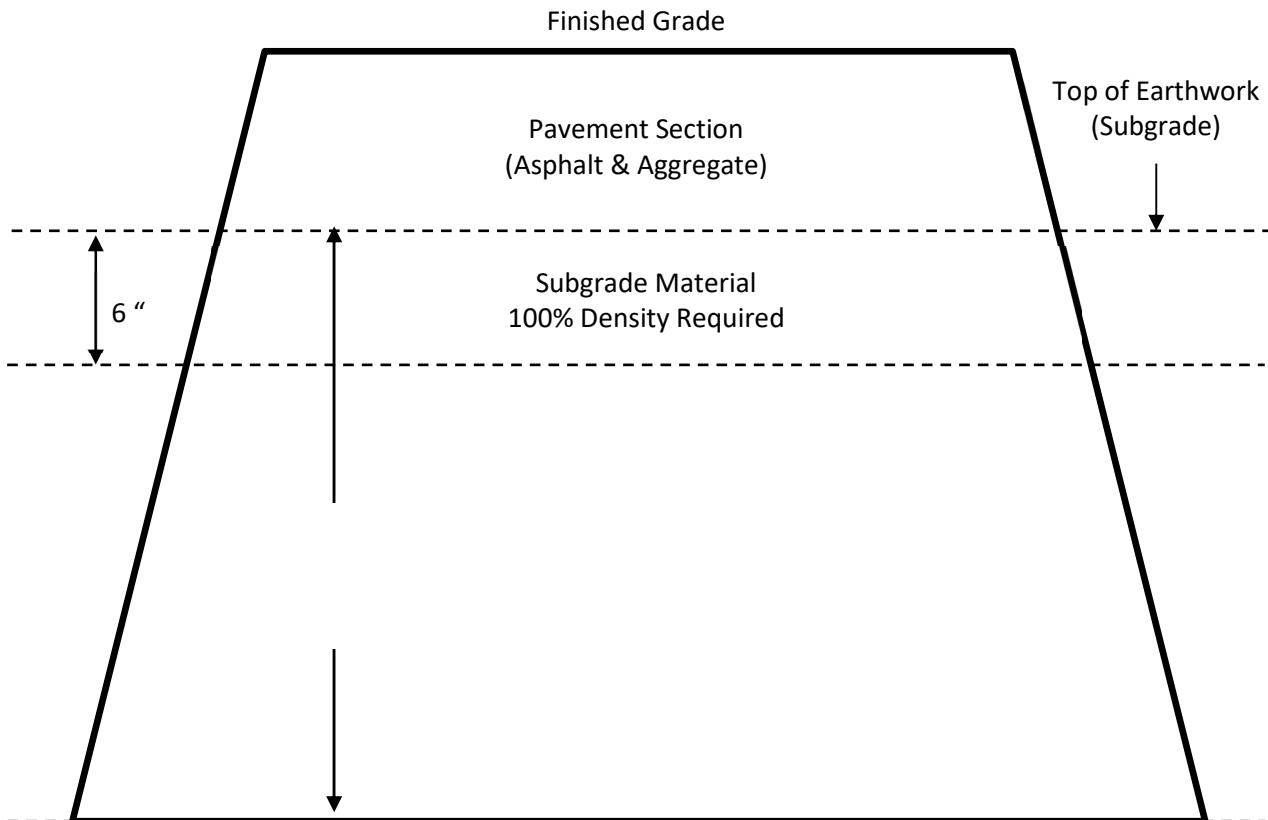 Finished Grade
Top of Earthwork
(Subgrade)
Pavement Section
(Asphalt & Aggregate)
Subgrade Material
100% Density Required
6 “